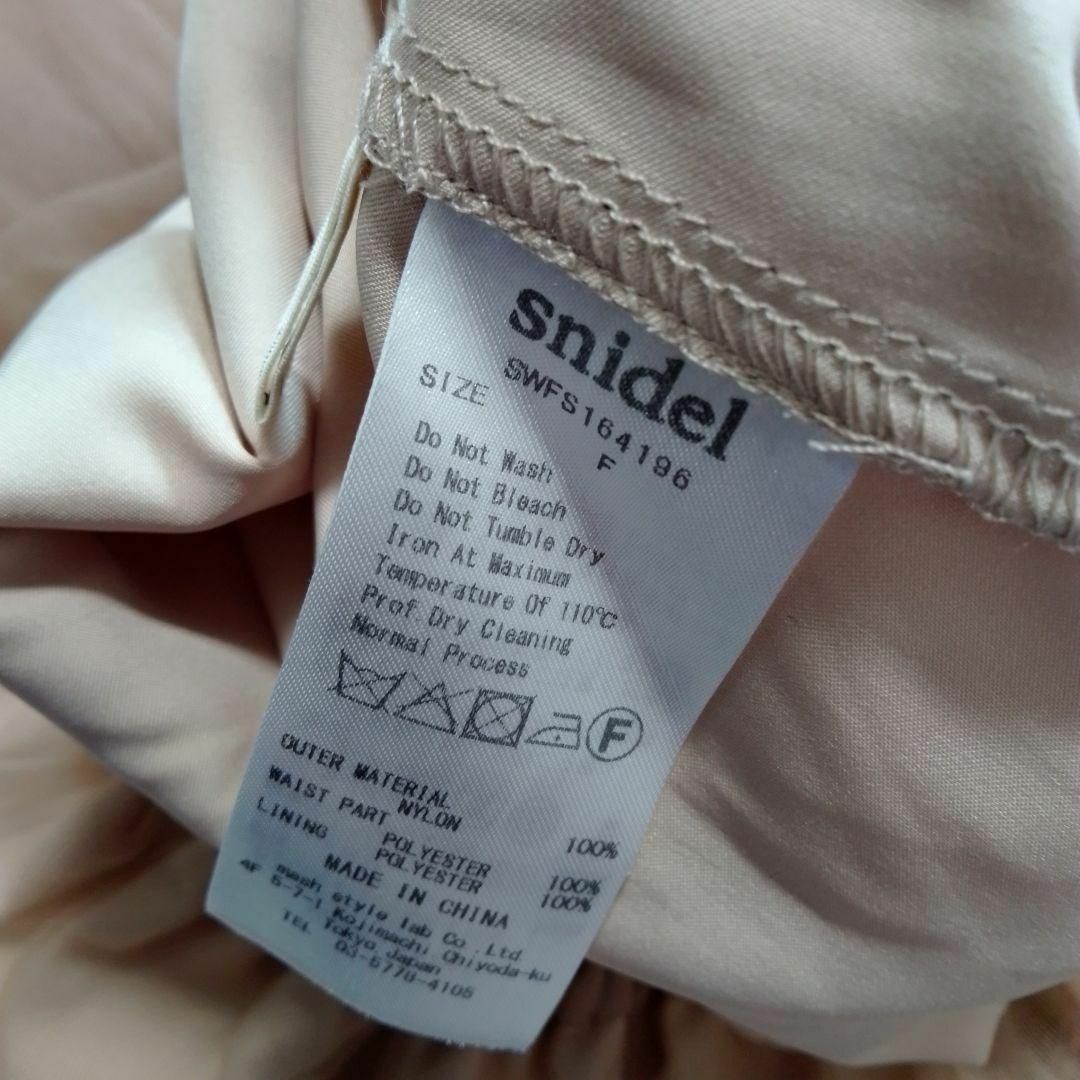 snidel
SWFS164196
SIZE F
Do Not Wash
Do Not Bleach
Do Not Tumble Dry
Iron At Maximum
Temperature Of 110℃
Prof Dry Cleaning
Normal Process
F
OUTER MATERIAL
NYLON 100%
WAIST PART
POLYESTER 100%
LINING
POLYESTER 100%
MADE IN CHINA
mash style lab Co.,Ltd
4F 5-7-1 Kojimachi Chiyoda-ku
Tokyo Japan
TEL 03-5778-4105